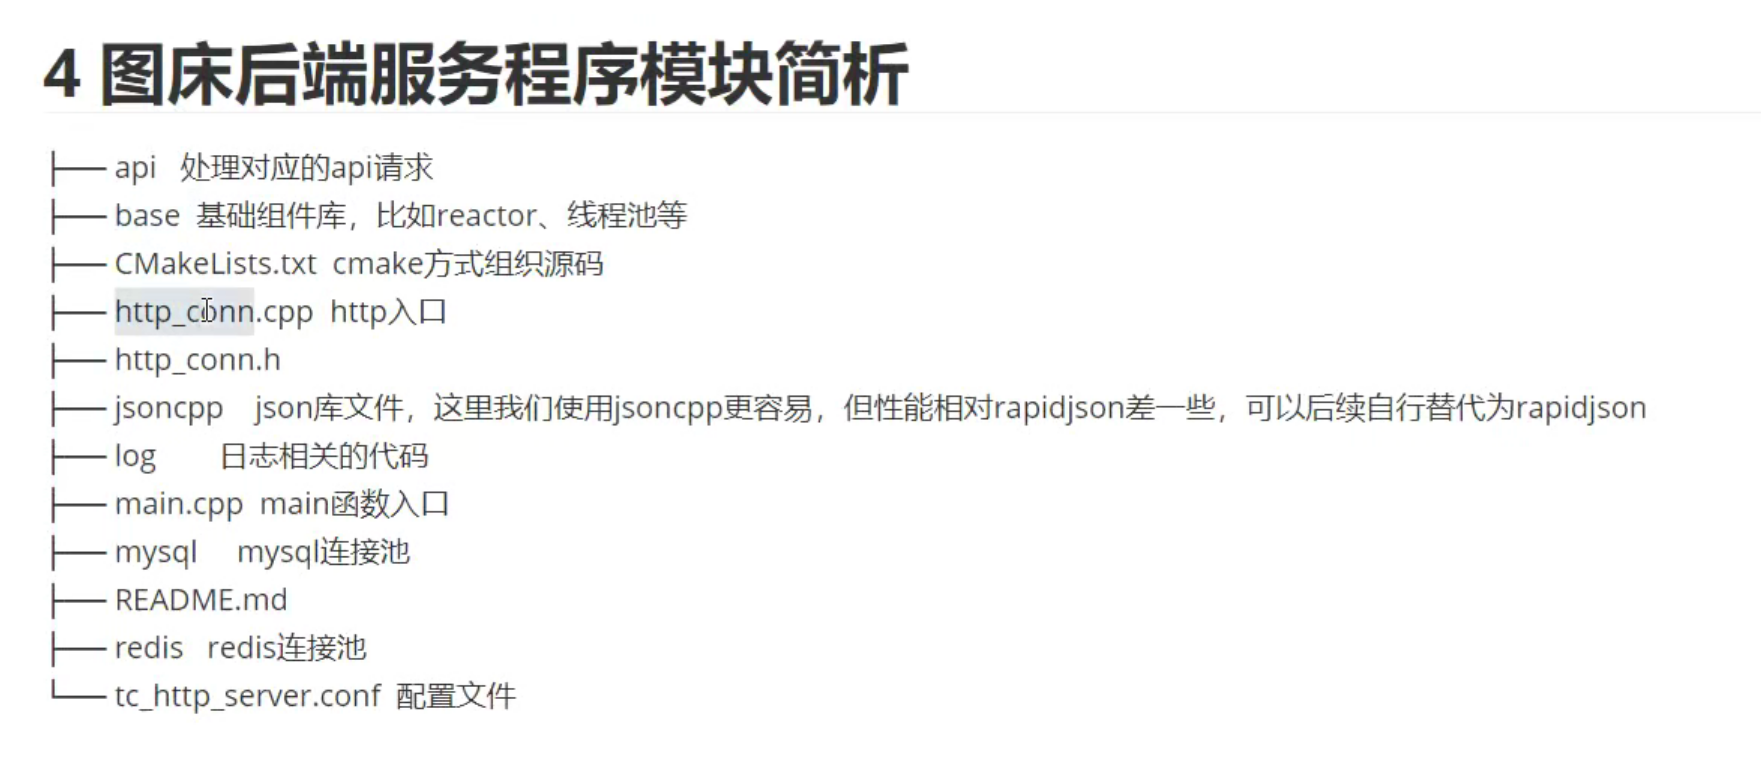 4 图床后端服务程序模块简析
├── api 处理对应的api请求
├── base 基础组件库，比如reactor、线程池等
├── CMakeLists.txt cmake方式组织源码
├── http_conn.cpp http入口
├── http_conn.h
├── jsoncpp json库文件，这里我们使用jsoncpp更容易，但性能相对rapidjson差一些，可以后续自行替代为rapidjson
├── log 日志相关的代码
├── main.cpp main函数入口
├── mysql mysql连接池
├── README.md
├── redis redis连接池
└── tc_http_server.conf 配置文件